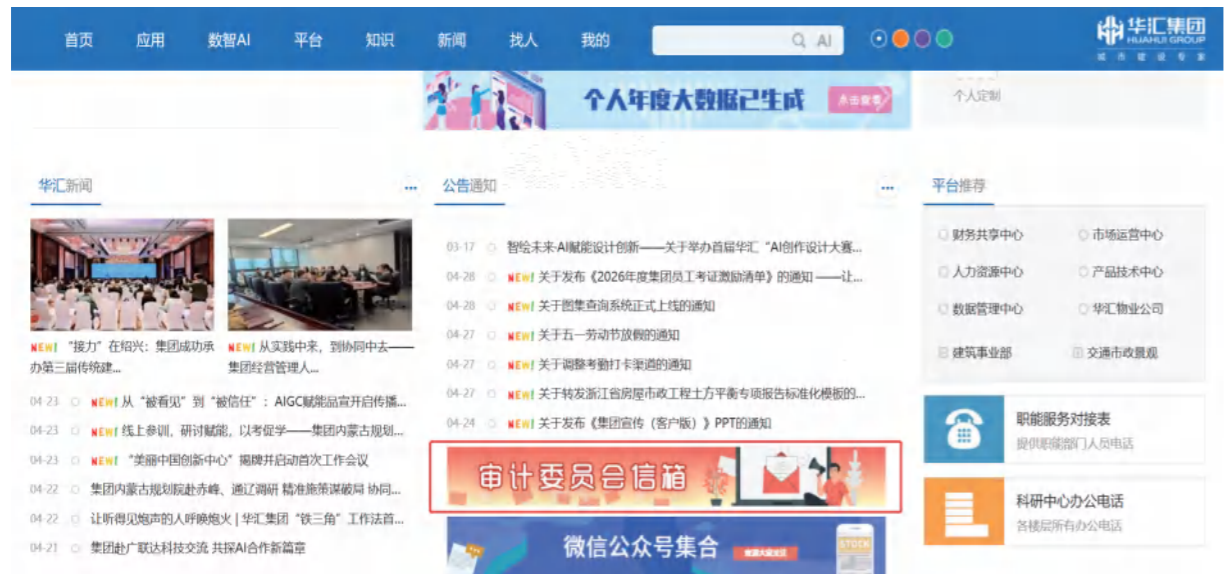 首页 应用 数智AI 平台 知识 新闻 找人 我的 AI
华汇集团
HUAHUI GROUP
城 市 建 设 专 家
个人年度大数据已生成 点击查看
个人定制
华汇新闻
NEW! “接力”在绍兴：集团成功承
办第三届传统建...
NEW! 从实践中来，到协同中去——
集团经营管理人...
04-23 NEW! 从“被看见”到“被信任”：AIGC赋能品宣开启传播...
04-23 NEW! 线上参训，研讨赋能，以考促学——集团内蒙古规划...
04-23 NEW! “美丽中国创新中心”揭牌并启动首次工作会议
04-22 集团内蒙古规划院赴赤峰、通辽调研 精准施策谋破局 协同...
04-22 让听得见炮声的人呼唤炮火 | 华汇集团“铁三角”工作法首...
04-21 集团赴广联达科技交流 共探AI合作新篇章
公告通知
03-17 智绘未来·AI赋能设计创新——关于举办首届华汇“AI创作设计大赛...
04-28 NEW! 关于发布《2026年度集团员工考证激励清单》的通知 ——让...
04-28 NEW! 关于图集查询系统正式上线的通知
04-27 NEW! 关于五一劳动节放假的通知
04-27 NEW! 关于调整考勤打卡渠道的通知
04-27 NEW! 关于转发浙江省房屋市政工程土方平衡专项报告标准化模板的...
04-24 NEW! 关于发布《集团宣传（客户版）》PPT的通知
审计委员会信箱
微信公众号集合
STOCK
平台推荐
财务共享中心 市场运营中心
人力资源中心 产品技术中心
数据管理中心 华汇物业公司
建筑事业部 交通市政景观
职能服务对接表
提供职能部门人员电话
科研中心办公电话
各楼层所有办公电话